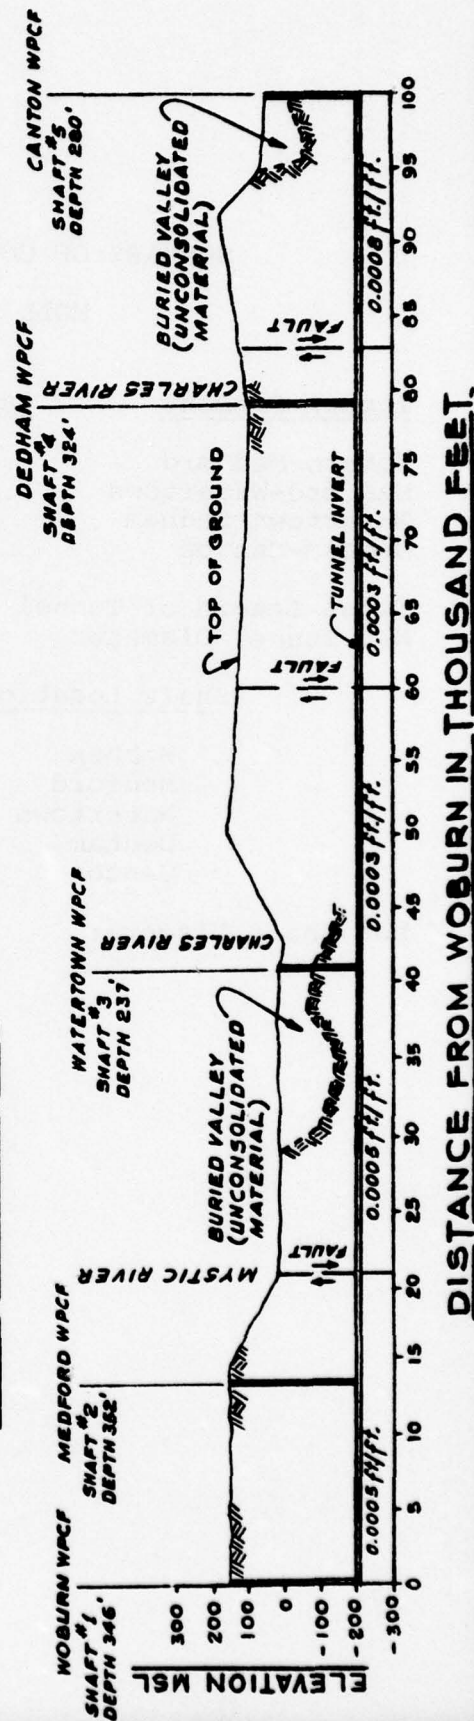 WOBURN WPCF
SHAFT #1
DEPTH 346'
MEDFORD WPCF
SHAFT #2
DEPTH 362'
WATERTOWN WPCF
SHAFT #3
DEPTH 237'
DEDHAM WPCF
SHAFT #4
DEPTH 324'
CANTON WPCF
SHAFT #5
DEPTH 280'
MYSTIC RIVER
CHARLES RIVER
CHARLES RIVER
BURIED VALLEY
(UNCONSOLIDATED
MATERIAL)
BURIED VALLEY
(UNCONSOLIDATED
MATERIAL)
TOP OF GROUND
FAULT
FAULT
FAULT
TUNNEL INVERT
ELEVATION MSL
300
200
100
0
-100
-200
-300
0.0005 ft/ft.
0.0005 ft./ft.
0.0003 ft./ft.
0.0003 ft./ft.
0.0008 ft./ft.
0 5 10 15 20 25 30 35 40 45 50 55 60 65 70 75 80 85 90 95 100
DISTANCE FROM WOBURN IN THOUSAND FEET